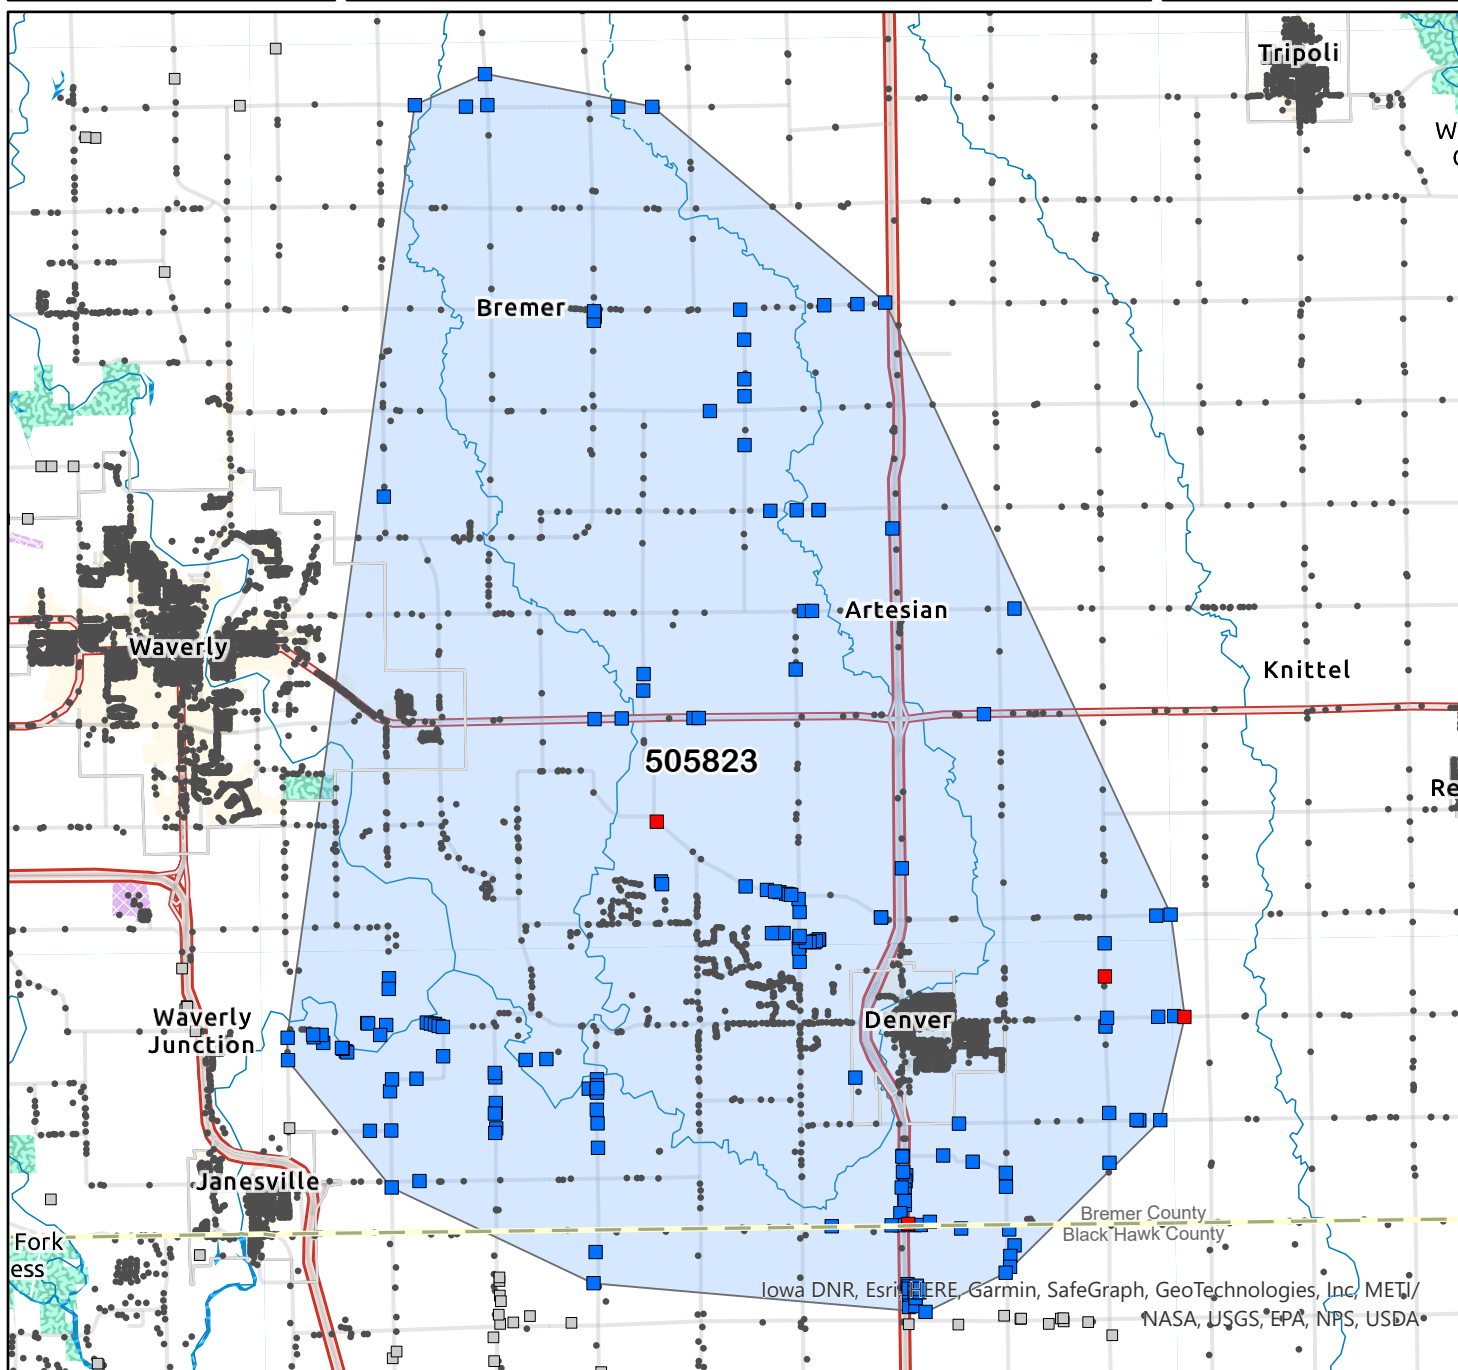 Tripoli
W
Bremer
Artesian
Waverly
Knittel
505823
Re
Waverly
Junction
Denver
Janesville
Bremer County
Black Hawk County
Fork
ess
Iowa DNR, Esri, HERE, Garmin, SafeGraph, GeoTechnologies, Inc, METI/
NASA, USGS, EPA, NPS, USDA